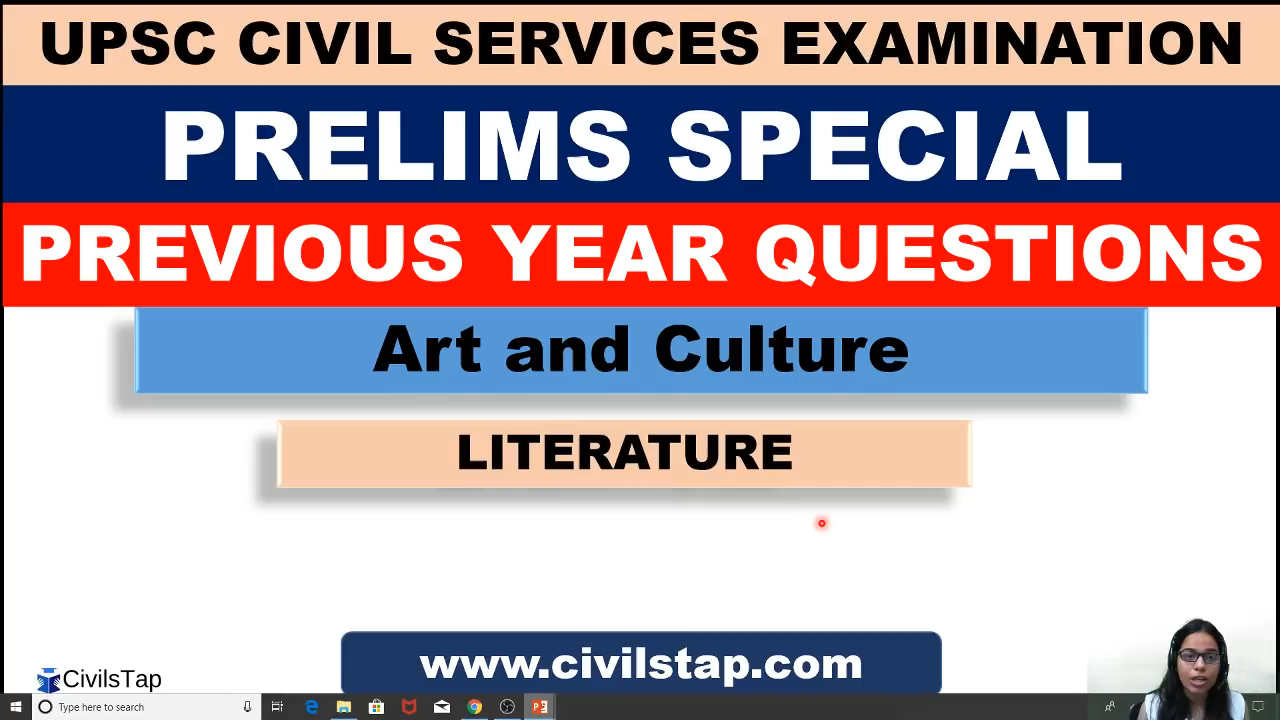 UPSC CIVIL SERVICES EXAMINATION
PRELIMS SPECIAL
PREVIOUS YEAR QUESTIONS
Art and Culture
LITERATURE
www.civilstap.com
CivilsTap
Type here to search